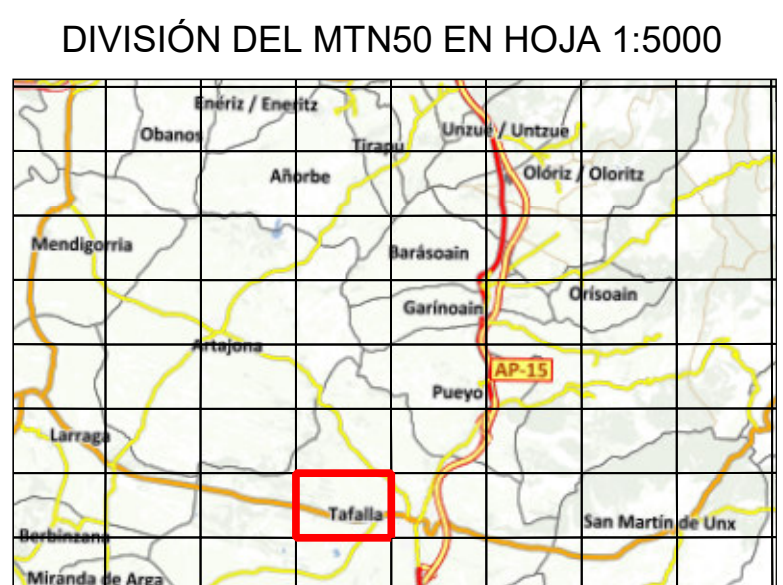 DIVISIÓN DEL MTN50 EN HOJA 1:5000
Enériz / Eneritz
Obanos
Unzué / Untzue
Tirapu
Añorbe
Olóriz / Oloritz
Mendigorria
Barásoain
Orísoain
Garínoain
Artajona
AP-15
Pueyo
Larraga
Tafalla
San Martín de Unx
Berbinzana
Miranda de Arga